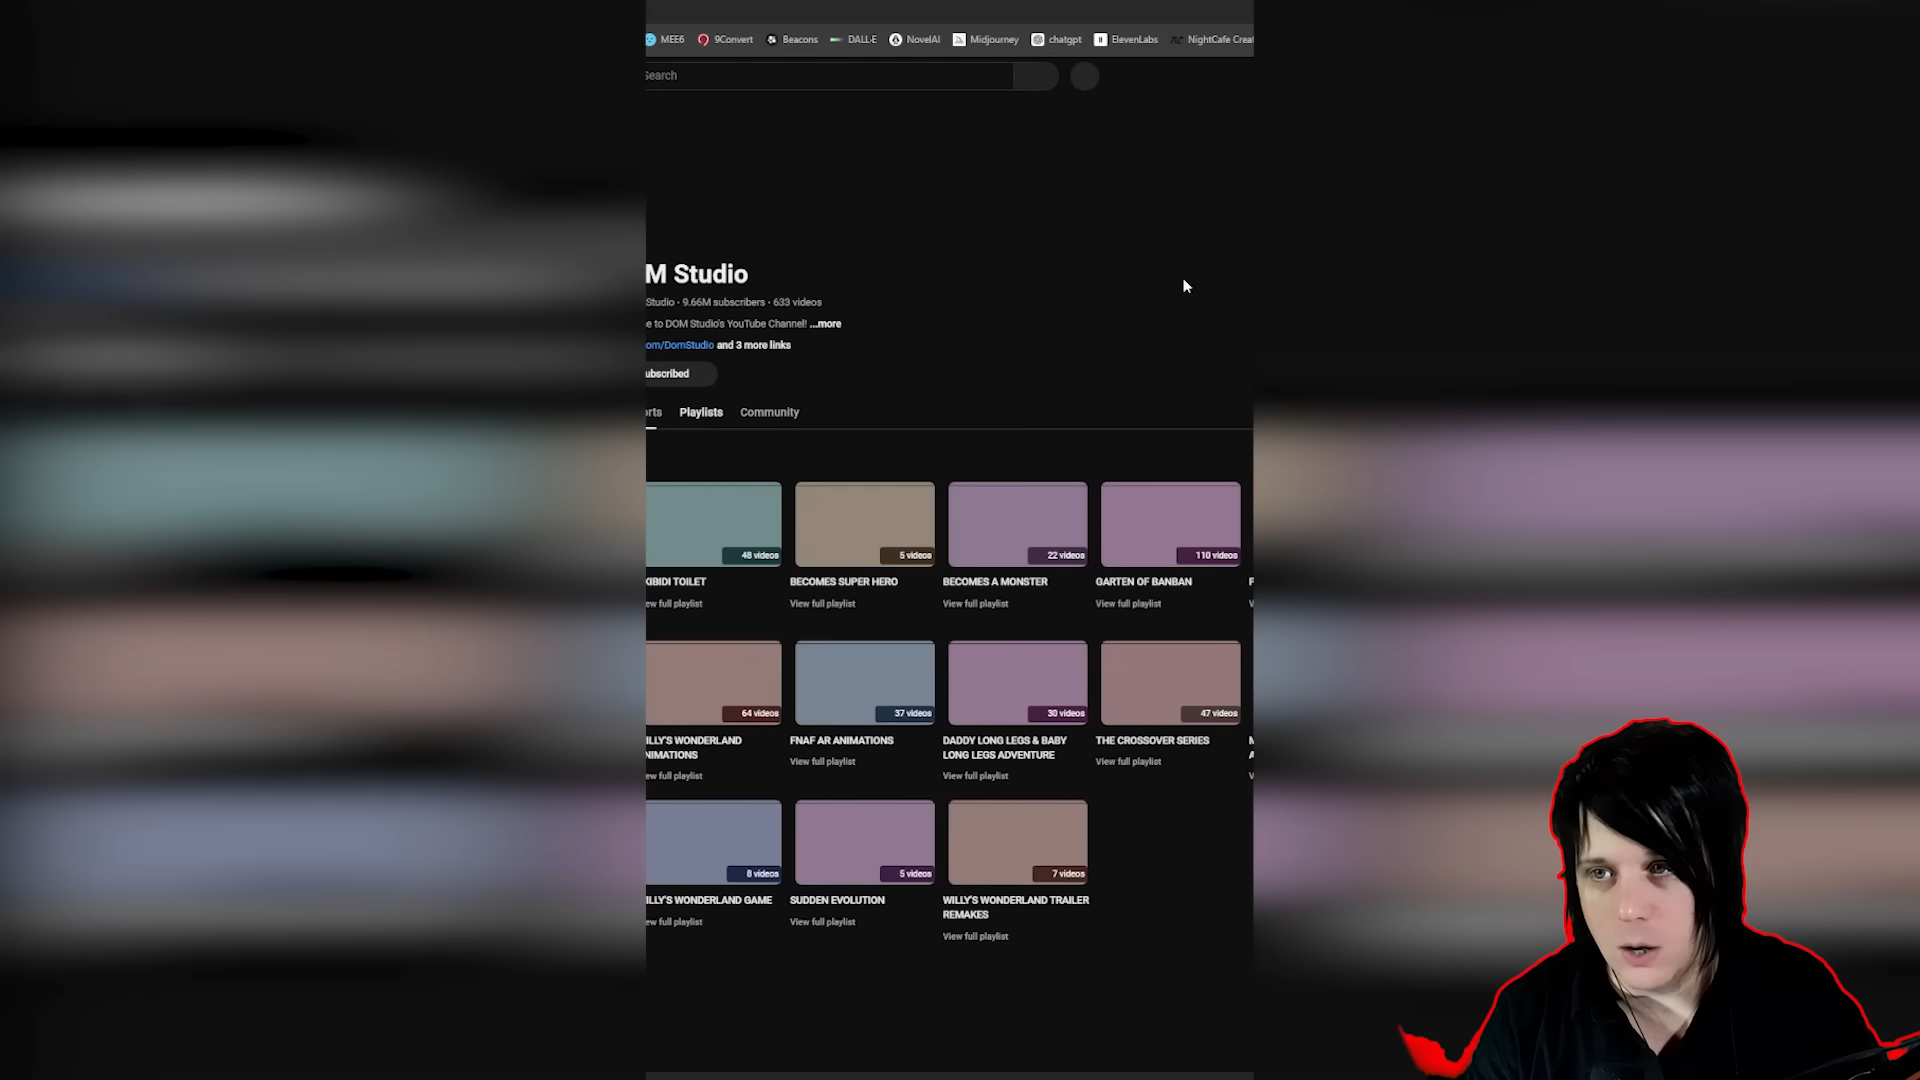 MEE6 9Convert Beacons DALL·E NovelAI Midjourney chatgpt ElevenLabs NightCafe Creat
Search
M Studio
Studio · 9.66M subscribers · 633 videos
e to DOM Studio's YouTube Channel! ...more
om/DomStudio and 3 more links
ubscribed
orts Playlists Community
48 videos 5 videos 22 videos 110 videos
KIBIDI TOILET BECOMES SUPER HERO BECOMES A MONSTER GARTEN OF BANBAN
ew full playlist View full playlist View full playlist View full playlist
64 videos 37 videos 30 videos 47 videos
ILLY'S WONDERLAND FNAF AR ANIMATIONS DADDY LONG LEGS & BABY THE CROSSOVER SERIES
NIMATIONS View full playlist LONG LEGS ADVENTURE View full playlist
ew full playlist View full playlist
8 videos 5 videos 7 videos
ILLY'S WONDERLAND GAME SUDDEN EVOLUTION WILLY'S WONDERLAND TRAILER
ew full playlist View full playlist REMAKES
View full playlist